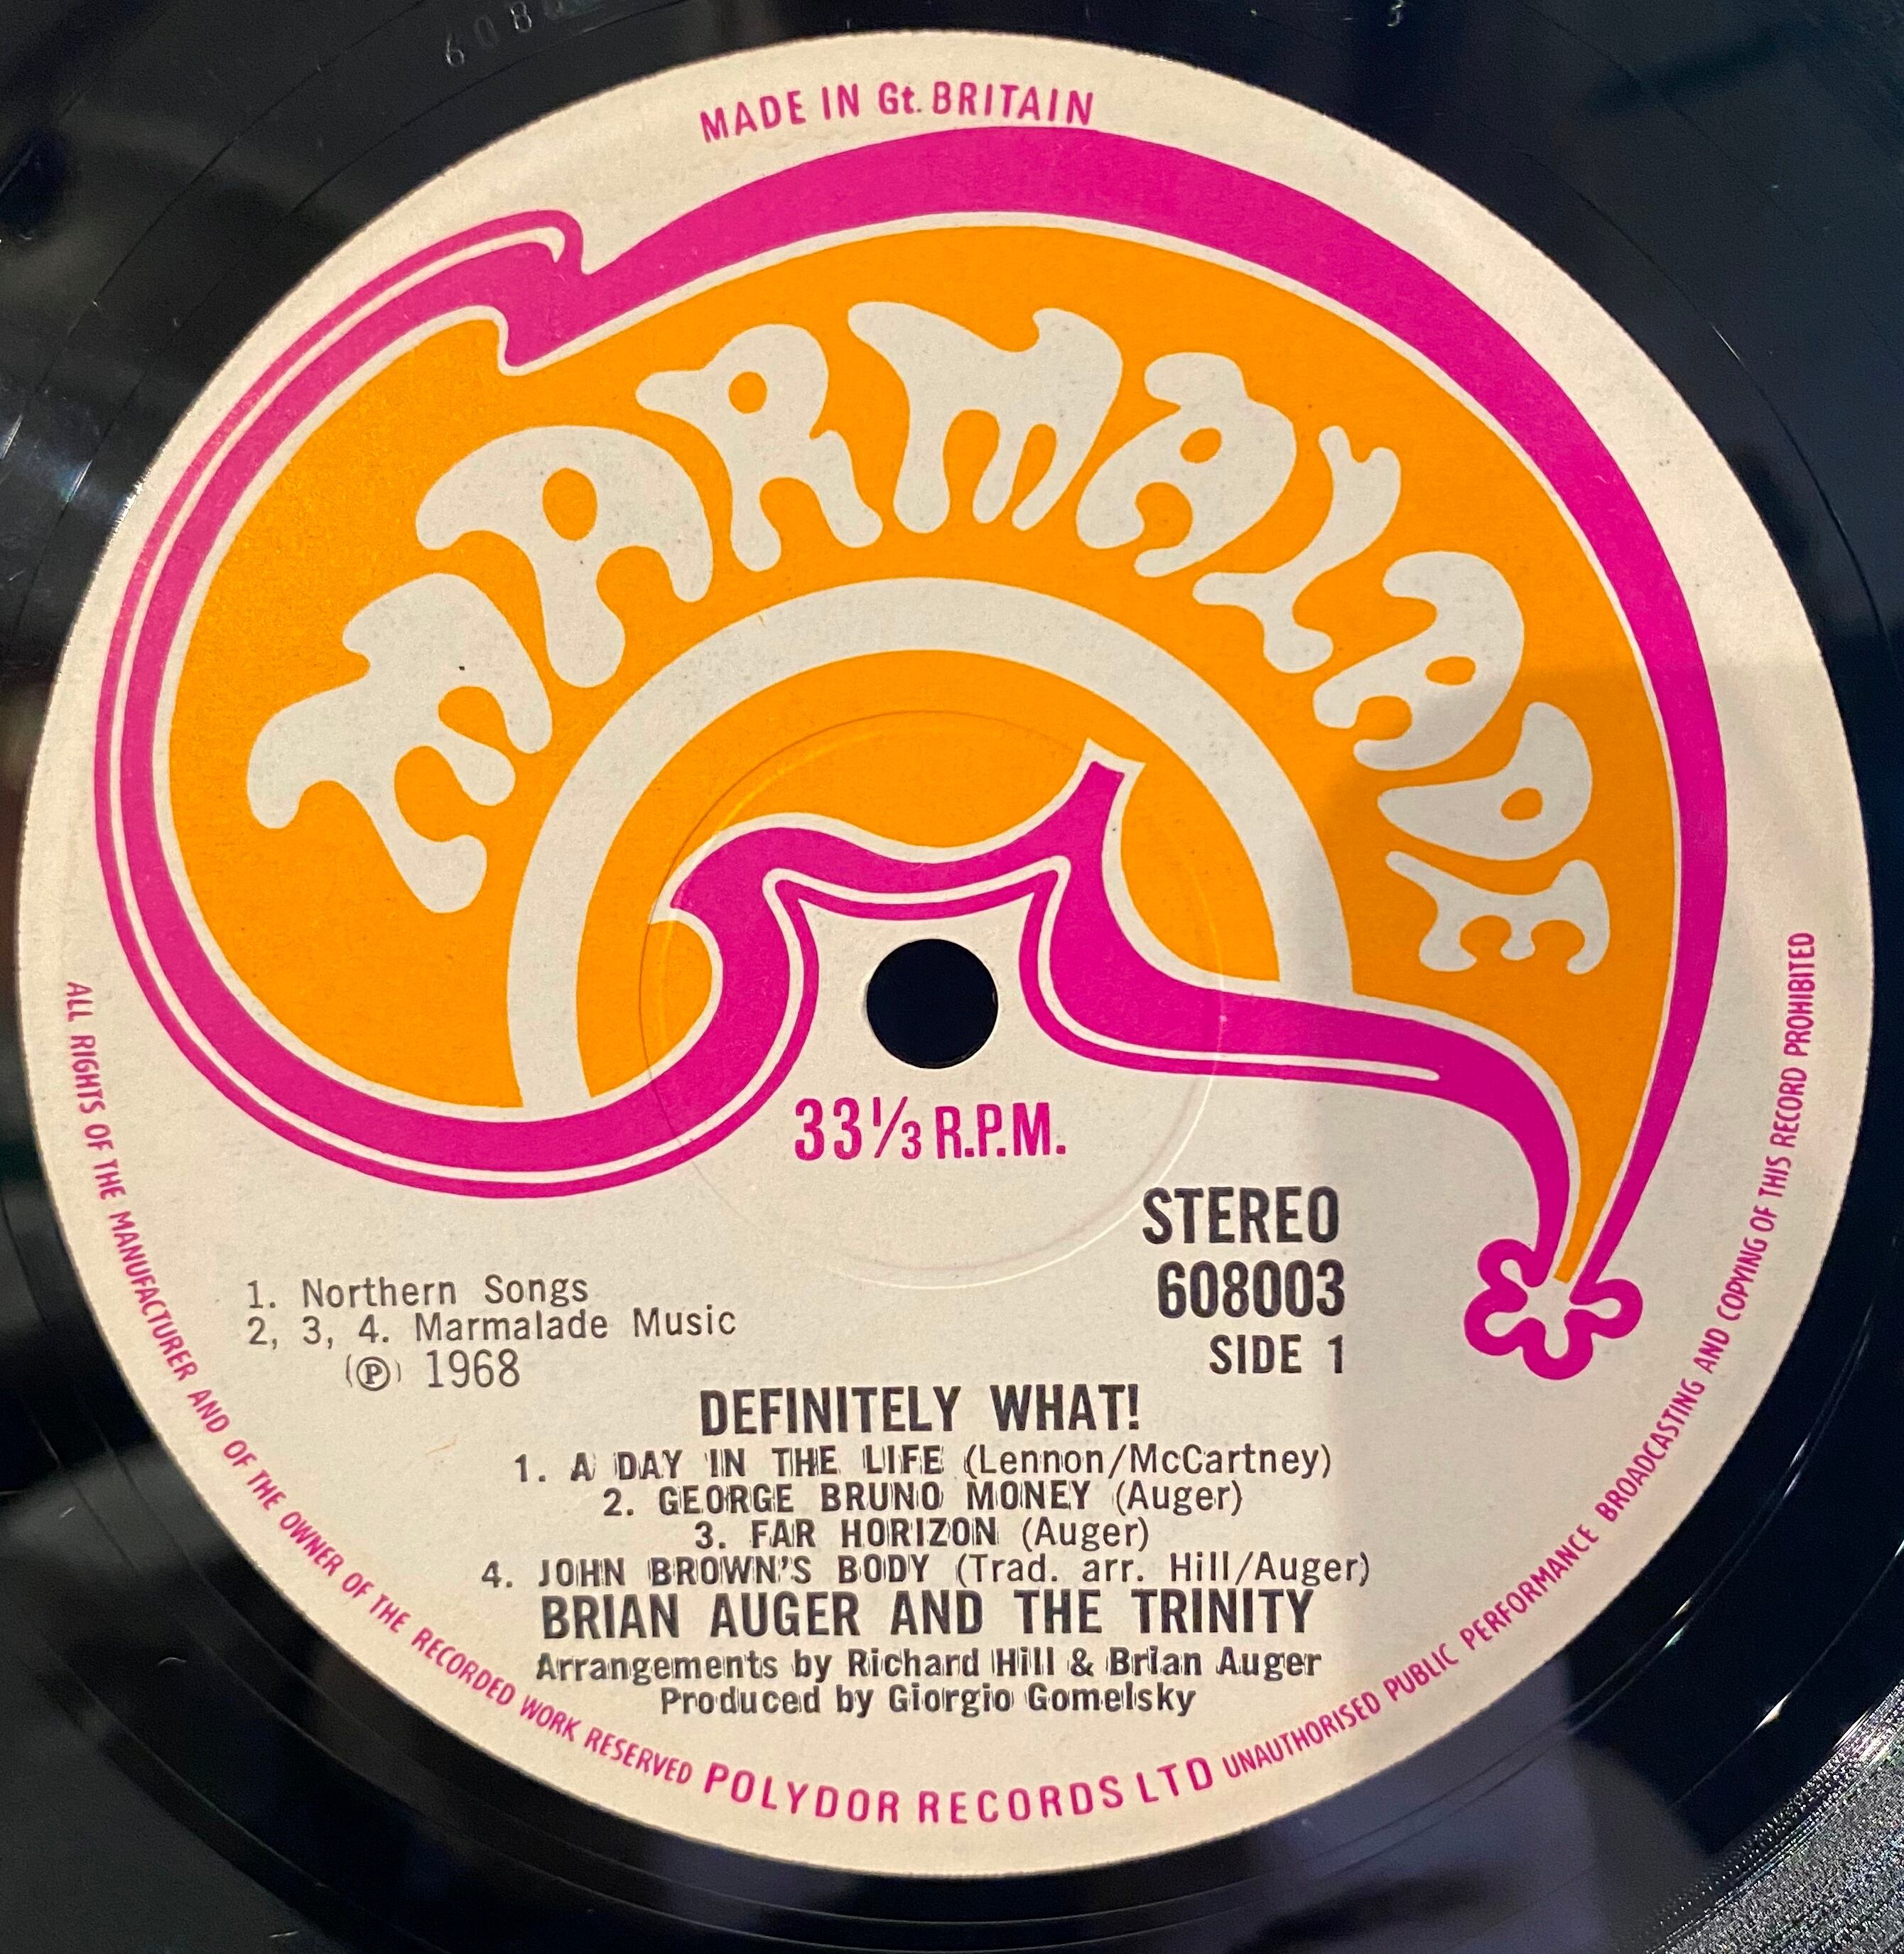 608
MADE IN Gt. BRITAIN
MARMALADE
33⅓ R.P.M.
STEREO
608003
SIDE 1
1. Northern Songs
2, 3, 4. Marmalade Music
(℗) 1968
DEFINITELY WHAT!
1. A DAY IN THE LIFE (Lennon/McCartney)
2. GEORGE BRUNO MONEY (Auger)
3. FAR HORIZON (Auger)
4. JOHN BROWN'S BODY (Trad. arr. Hill/Auger)
BRIAN AUGER AND THE TRINITY
Arrangements by Richard Hill & Brian Auger
Produced by Giorgio Gomelsky
ALL RIGHTS OF THE MANUFACTURER AND OF THE OWNER OF THE RECORDED WORK RESERVED POLYDOR RECORDS LTD UNAUTHORISED PUBLIC PERFORMANCE BROADCASTING AND COPYING OF THIS RECORD PROHIBITED